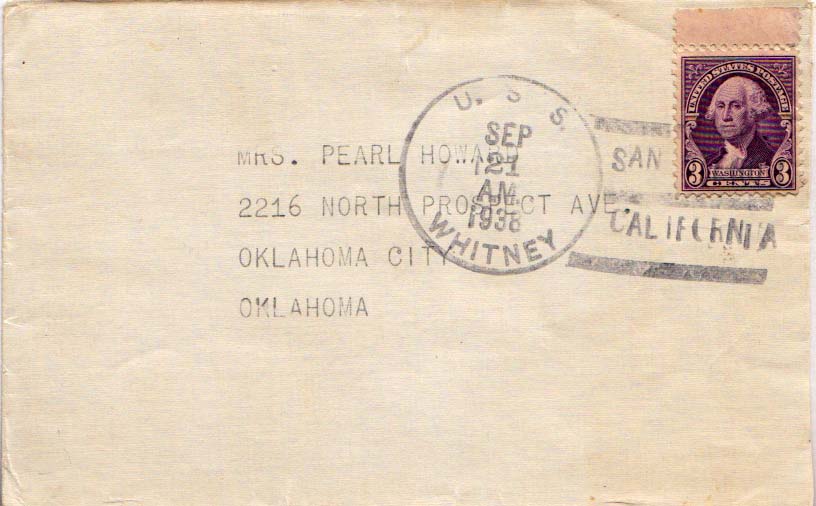 U. S. S.
SEP
21
AM
1938
WHITNEY
SAN
CALIFORNIA
UNITED STATES POSTAGE
3 WASHINGTON 3
CENTS
MRS. PEARL HOWARD
2216 NORTH PROSPECT AVE.
OKLAHOMA CITY
OKLAHOMA